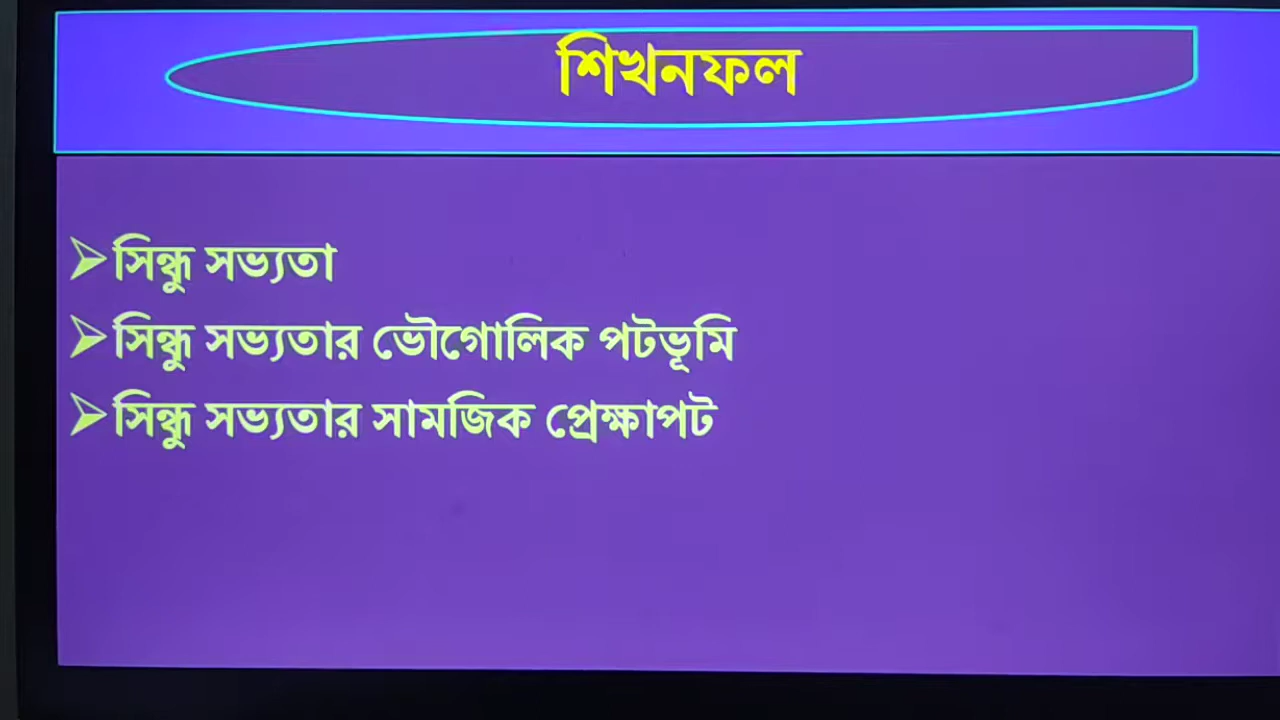 শিখনফল
➢সিন্ধু সভ্যতা
➢সিন্ধু সভ্যতার ভৌগোলিক পটভূমি
➢সিন্ধু সভ্যতার সামজিক প্রেক্ষাপট